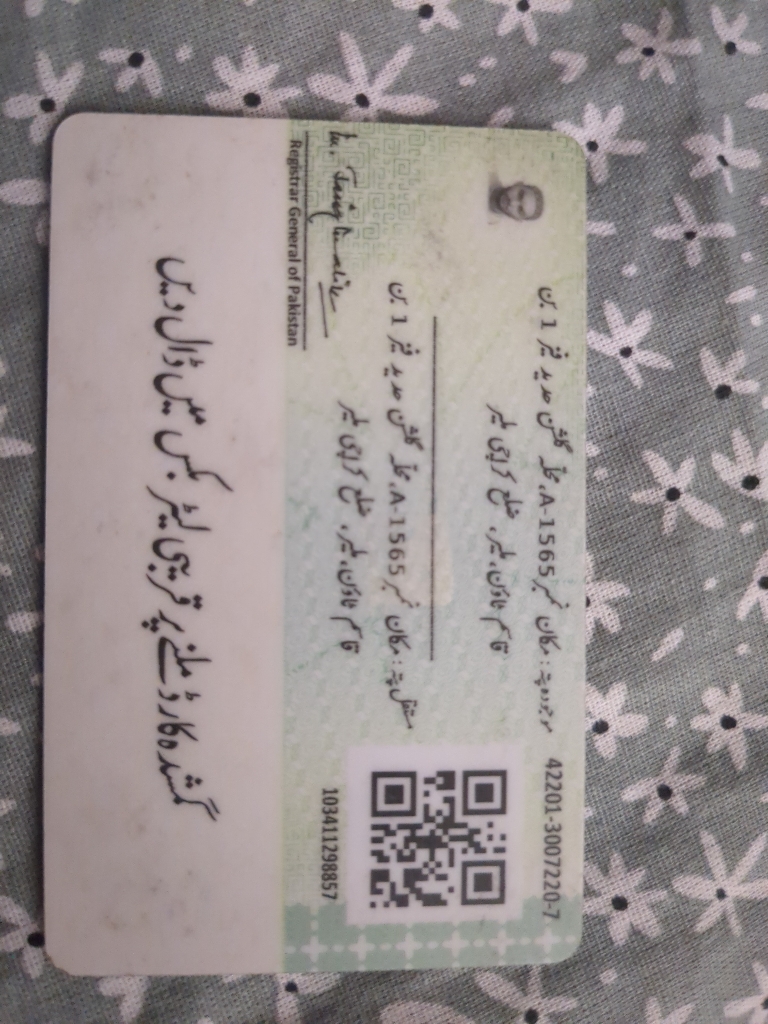 42201-3007220-7
موجودہ پتہ: مکان نمبر A-1565، محلّہ گلشن حدید فیز 1 بن
قاسم ٹاؤن، ملیر، ضلع کراچی ملیر
مستقل پتہ: مکان نمبر A-1565، محلّہ گلشن حدید فیز 1 بن
قاسم ٹاؤن، ملیر، ضلع کراچی ملیر
103411298857
Registrar General of Pakistan
گمشدہ کارڈ ملنے پر قریبی لیٹر بکس میں ڈال دیں